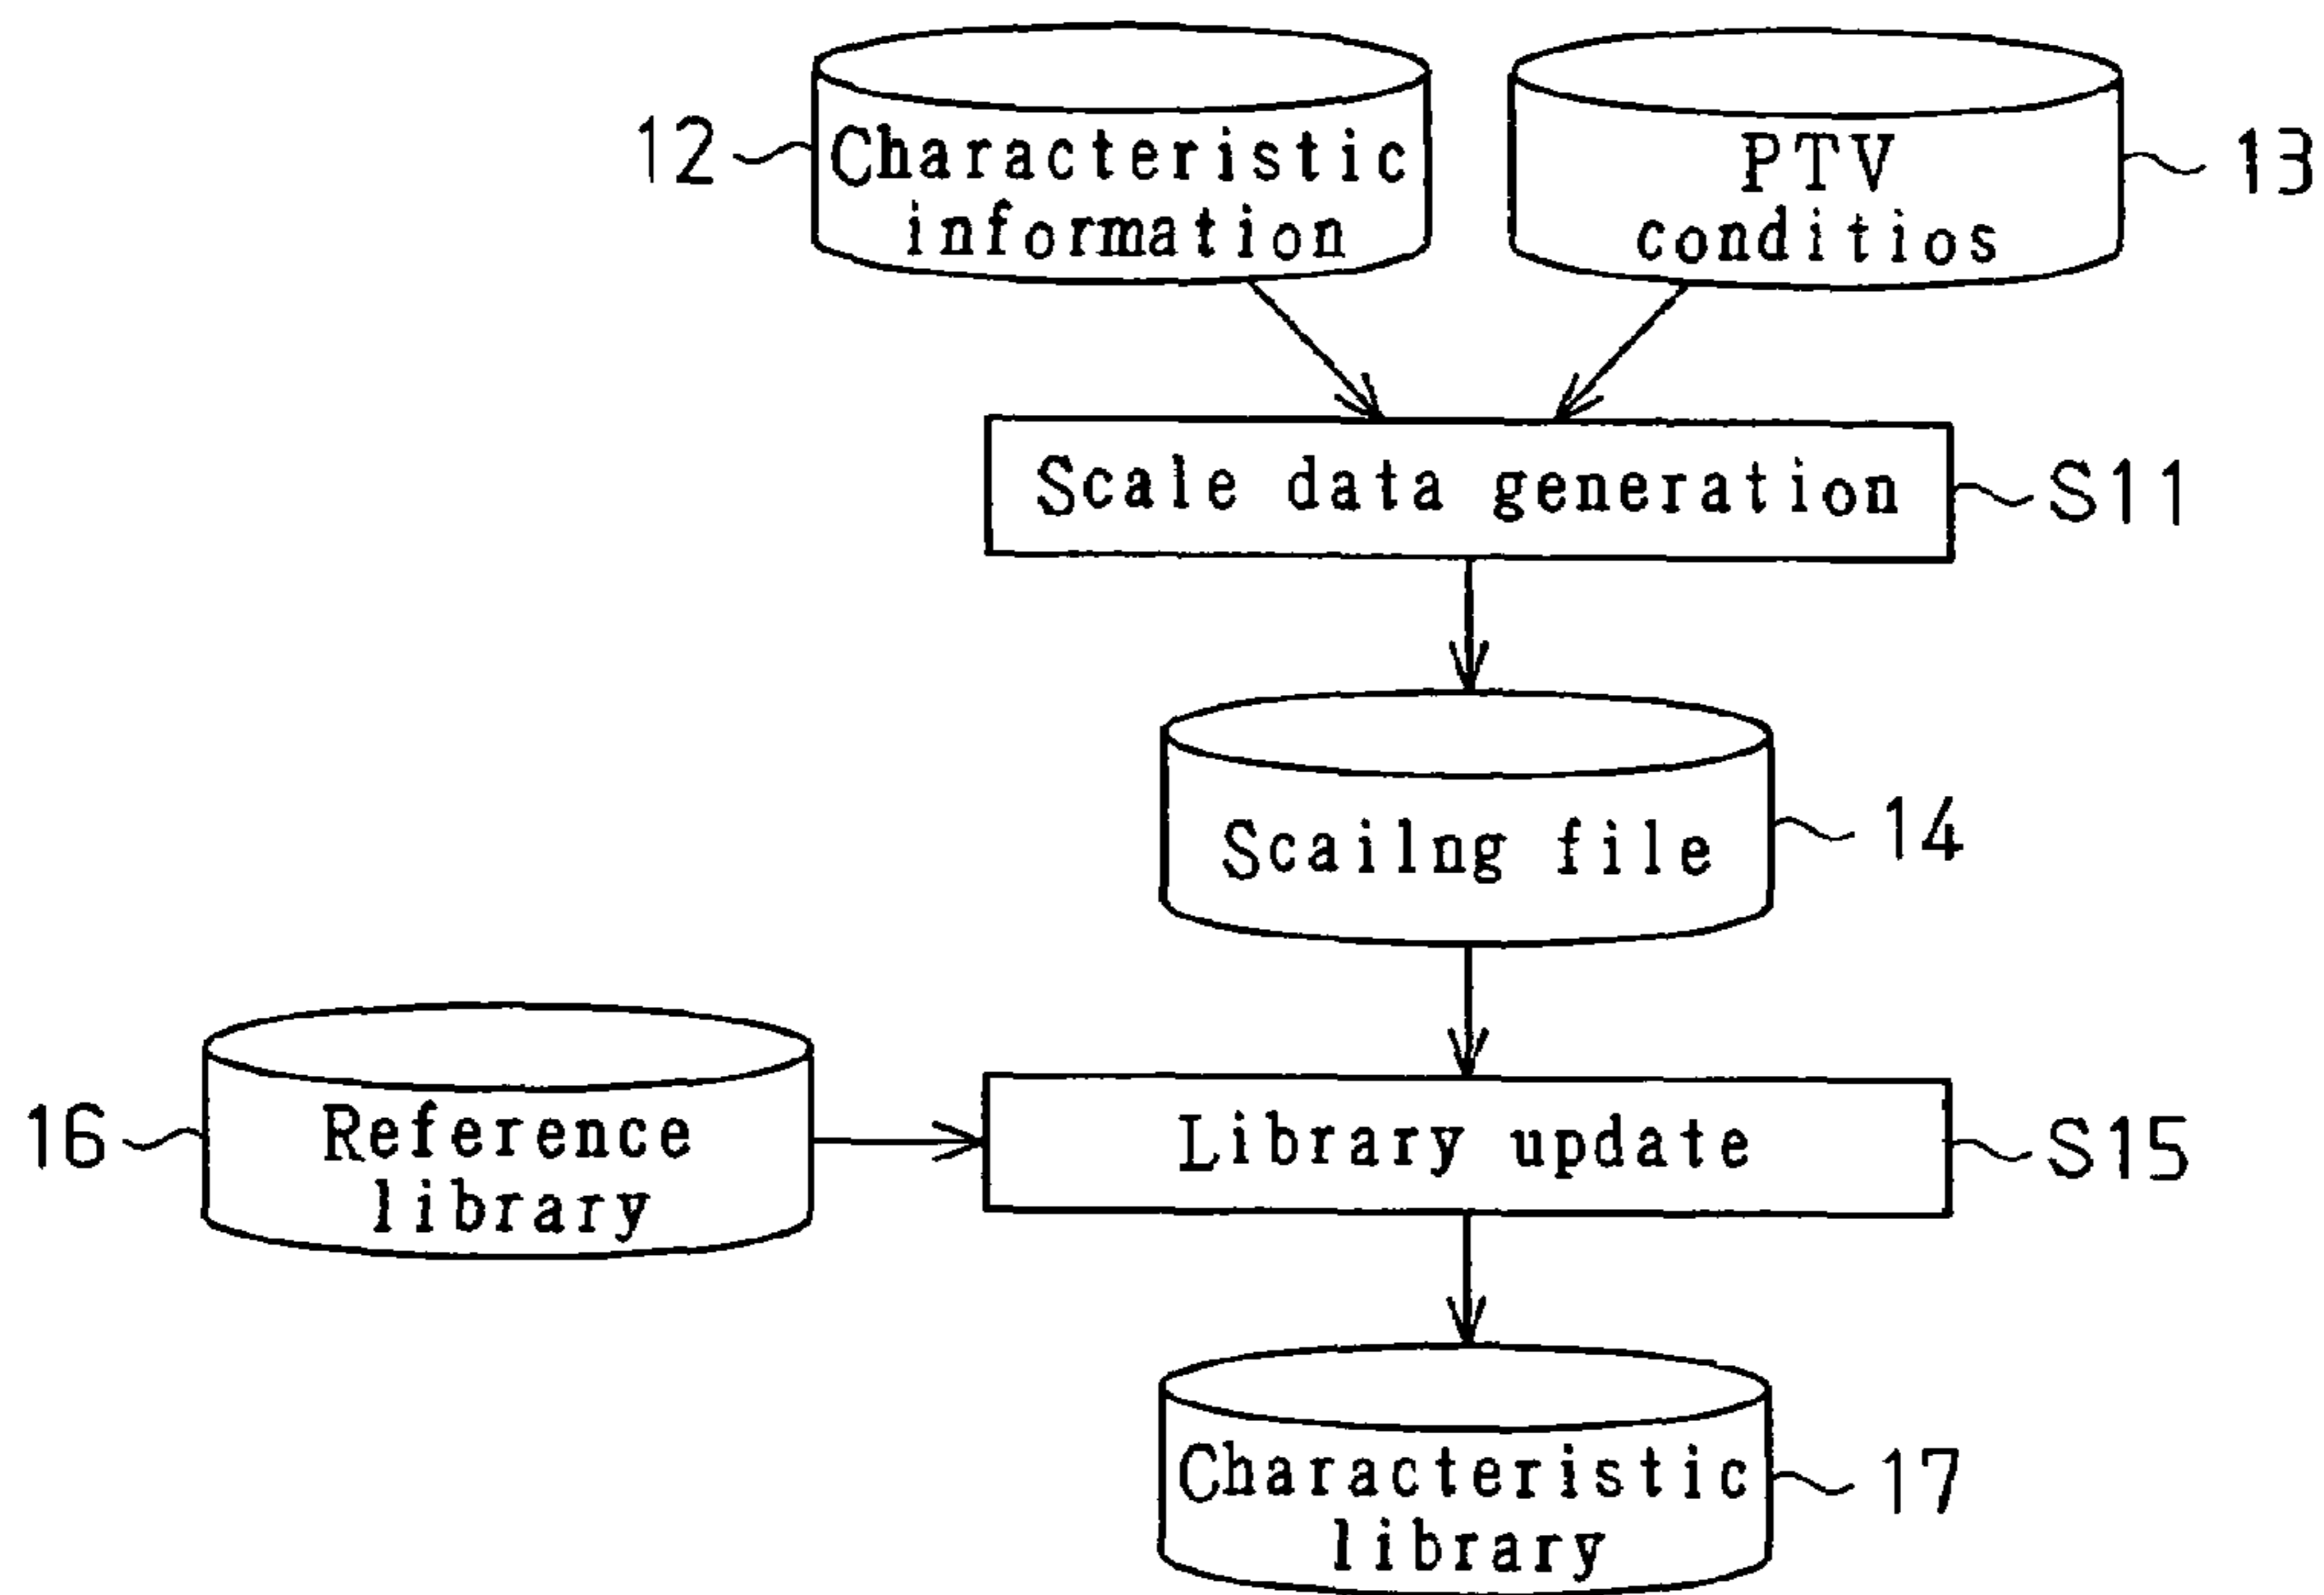 12
Characteristic
information
PTV
conditios
13
Scale data generation
S11
Scailng file
14
16
Reference
library
Library update
S15
Characteristic
library
17